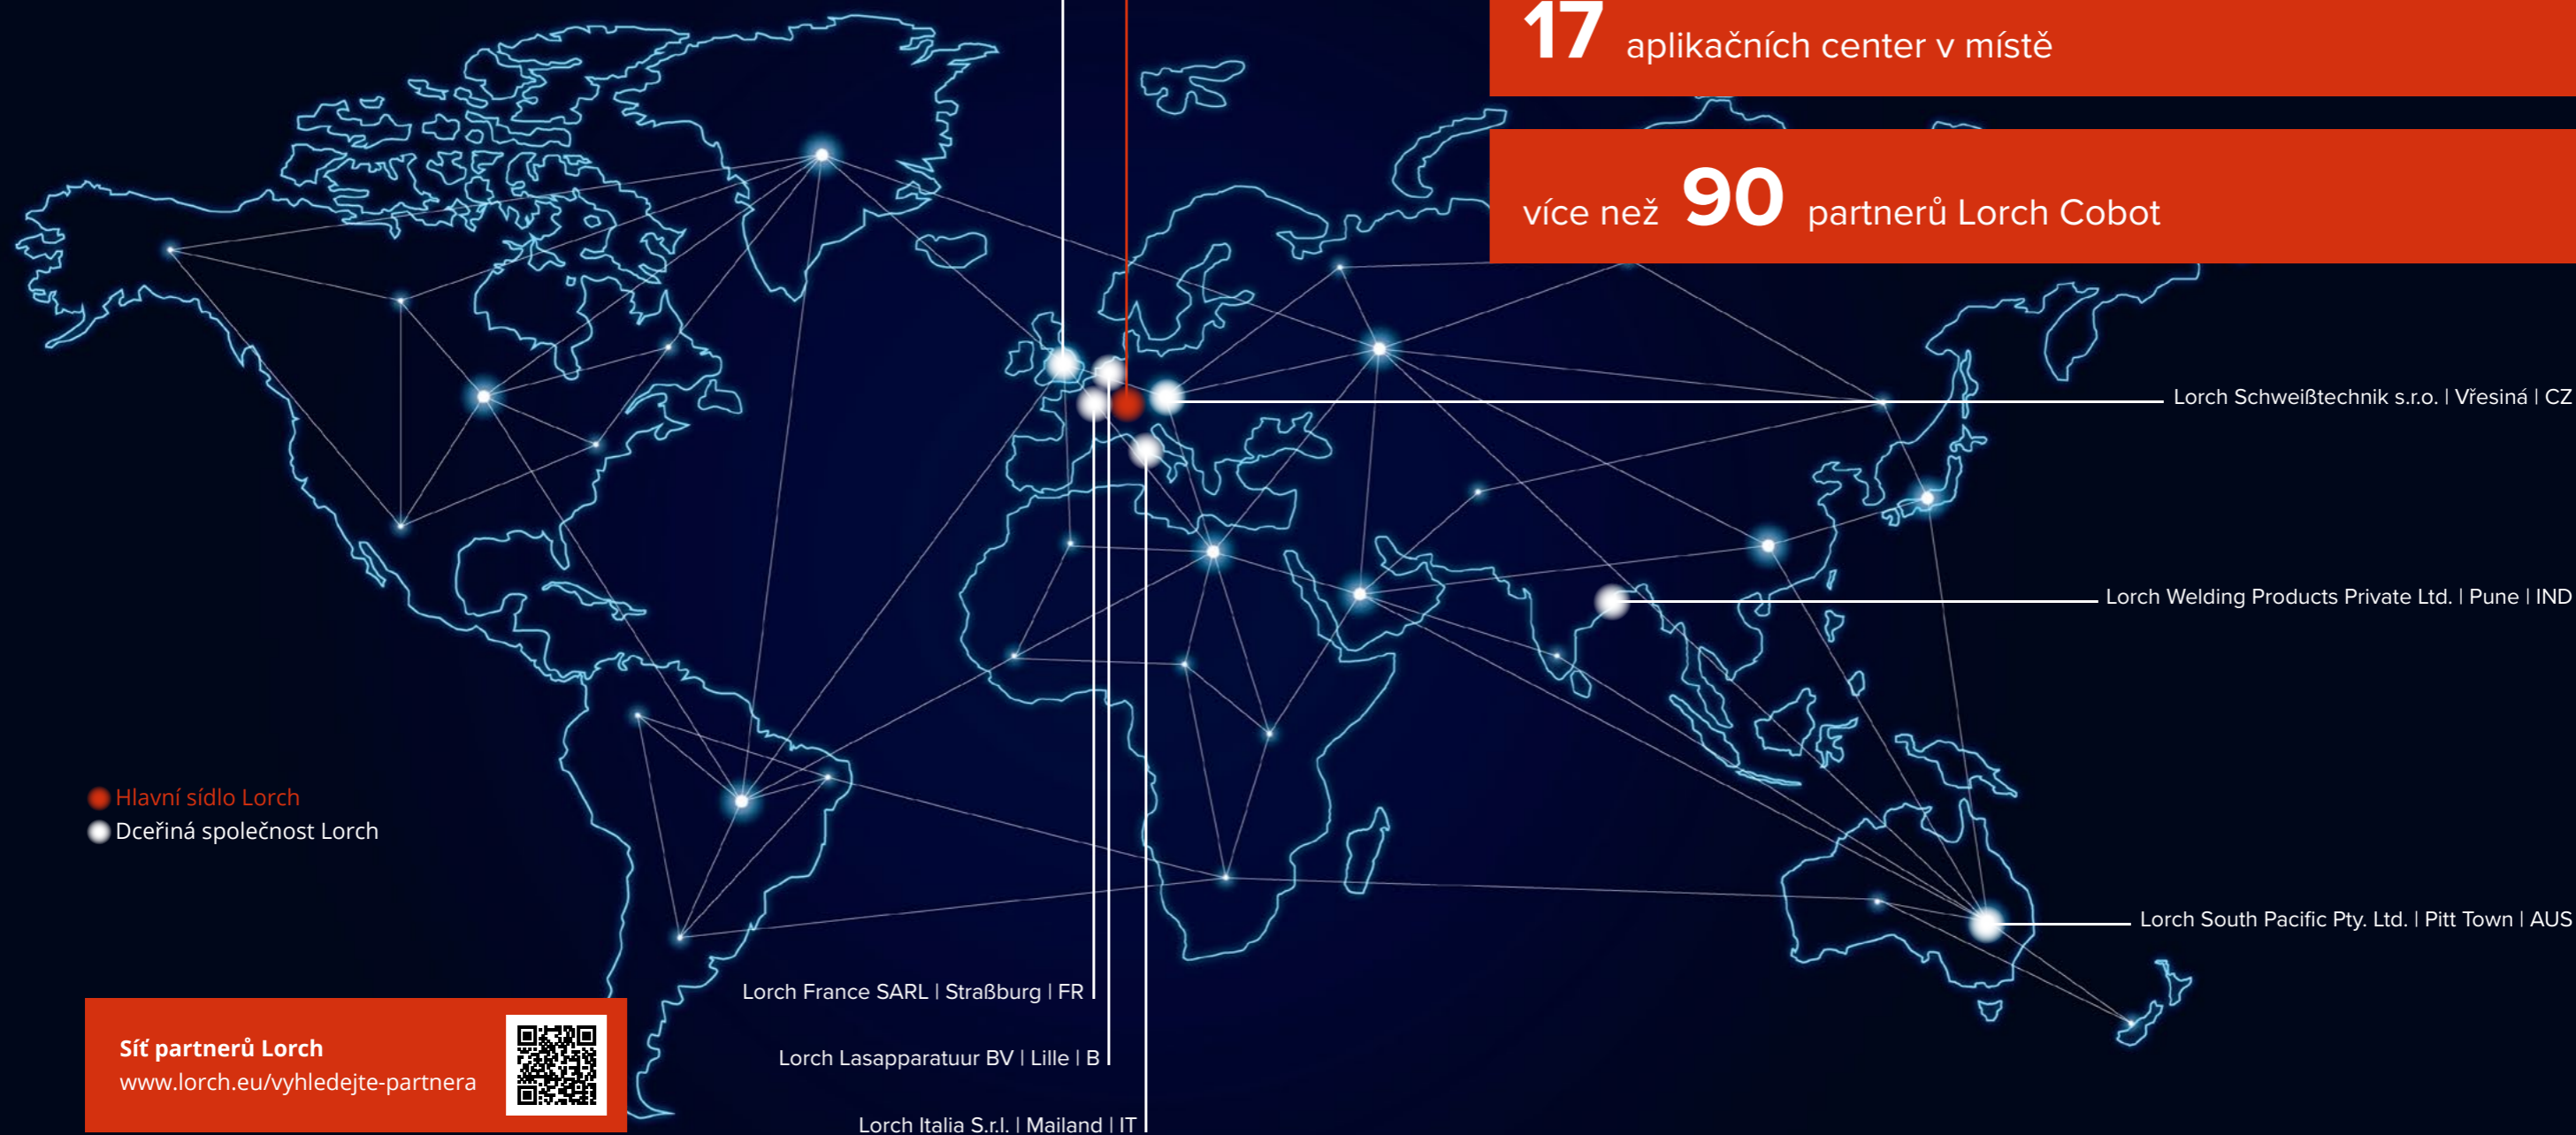 17 aplikačních center v místě
více než 90 partnerů Lorch Cobot
Lorch Schweißtechnik s.r.o. | Vřesiná | CZ
Lorch Welding Products Private Ltd. | Pune | IND
Hlavní sídlo Lorch
Dceřiná společnost Lorch
Lorch South Pacific Pty. Ltd. | Pitt Town | AUS
Lorch France SARL | Straßburg | FR
Síť partnerů Lorch
www.lorch.eu/vyhledejte-partnera
Lorch Lasapparatuur BV | Lille | B
Lorch Italia S.r.l. | Mailand | IT